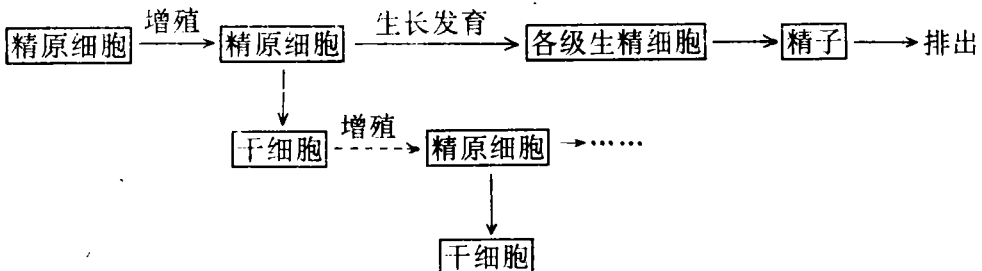 增殖 生长发育
精原细胞 精原细胞 各级生精细胞 精子 排出
增殖
干细胞 精原细胞 ······
干细胞